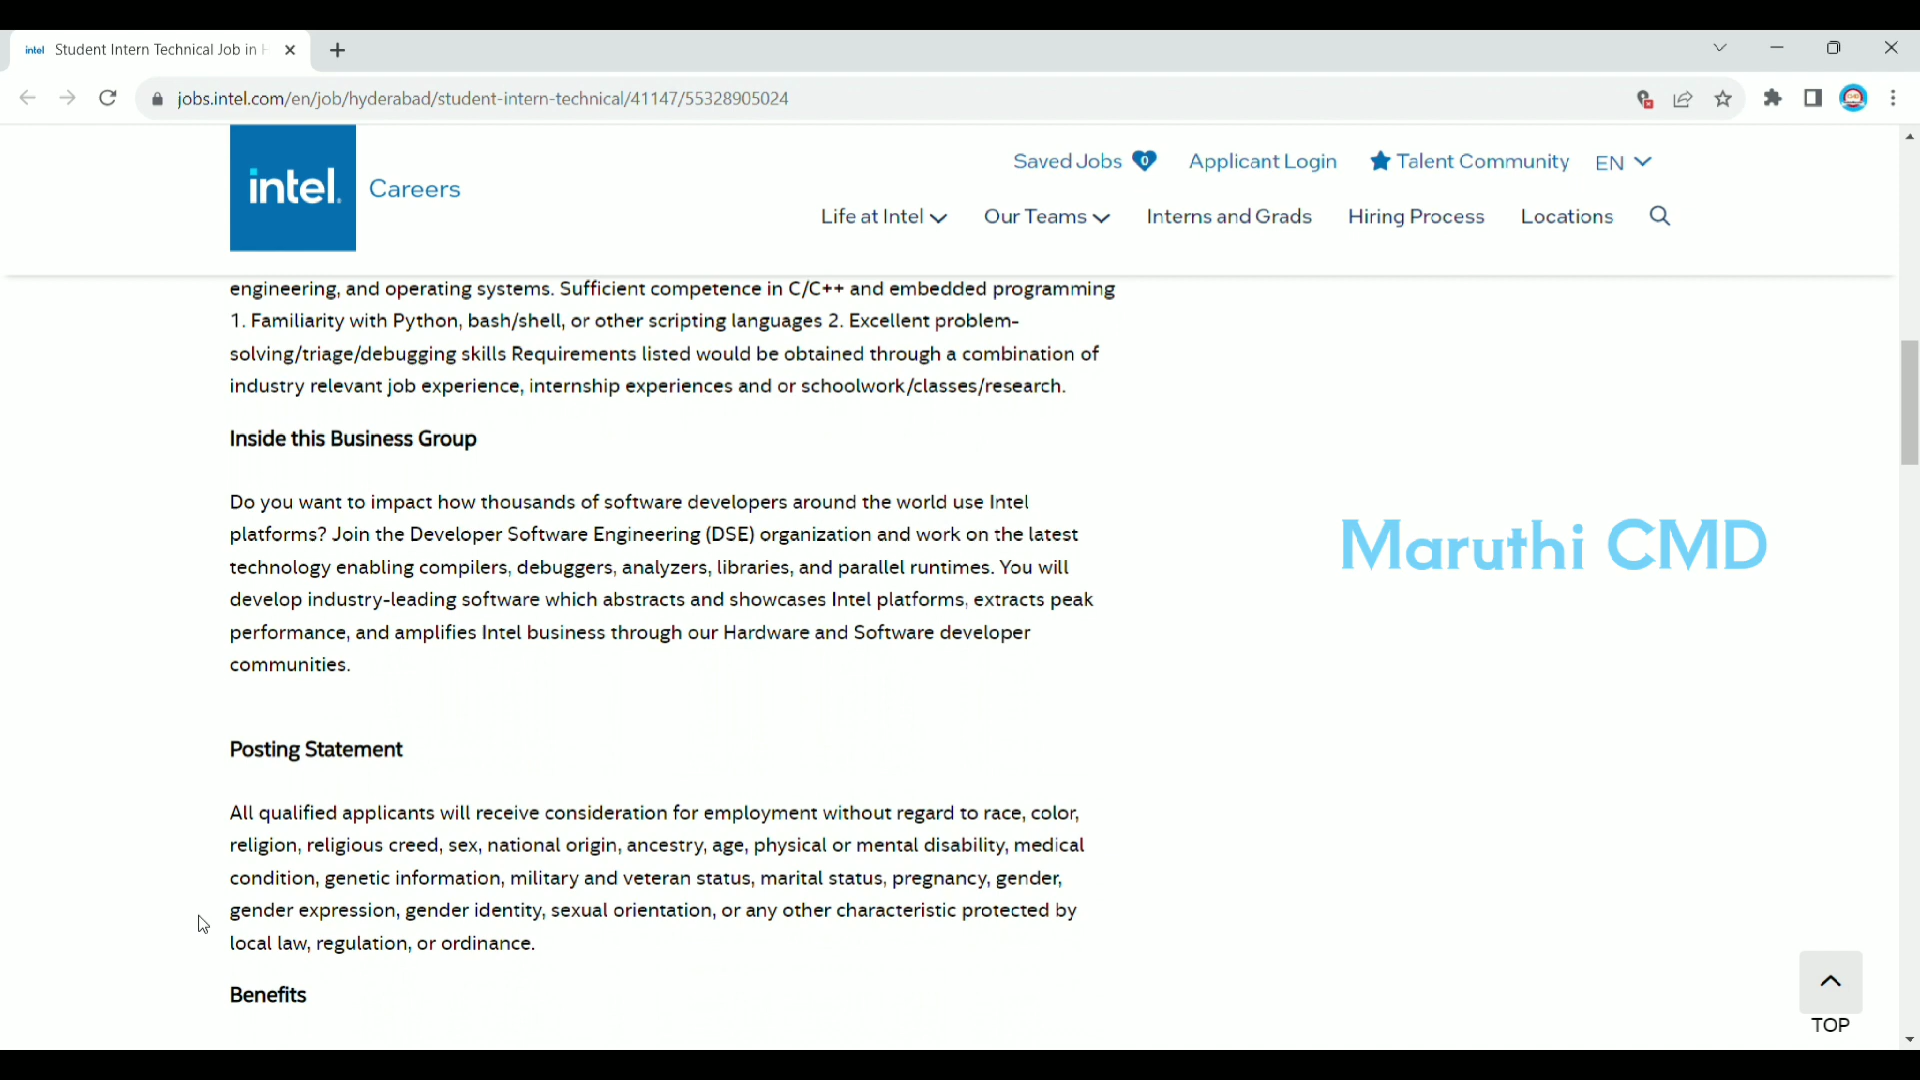 intel Student Intern Technical Job in H
jobs.intel.com/en/job/hyderabad/student-intern-technical/41147/55328905024
Saved Jobs 0 Applicant Login Talent Community EN
intel. Careers
Life at Intel Our Teams Interns and Grads Hiring Process Locations
engineering, and operating systems. Sufficient competence in C/C++ and embedded programming
1. Familiarity with Python, bash/shell, or other scripting languages 2. Excellent problem-
solving/triage/debugging skills Requirements listed would be obtained through a combination of
industry relevant job experience, internship experiences and or schoolwork/classes/research.
Inside this Business Group
Do you want to impact how thousands of software developers around the world use Intel
platforms? Join the Developer Software Engineering (DSE) organization and work on the latest
technology enabling compilers, debuggers, analyzers, libraries, and parallel runtimes. You will
develop industry-leading software which abstracts and showcases Intel platforms, extracts peak
performance, and amplifies Intel business through our Hardware and Software developer
communities.
Maruthi CMD
Posting Statement
All qualified applicants will receive consideration for employment without regard to race, color,
religion, religious creed, sex, national origin, ancestry, age, physical or mental disability, medical
condition, genetic information, military and veteran status, marital status, pregnancy, gender,
gender expression, gender identity, sexual orientation, or any other characteristic protected by
local law, regulation, or ordinance.
Benefits
TOP